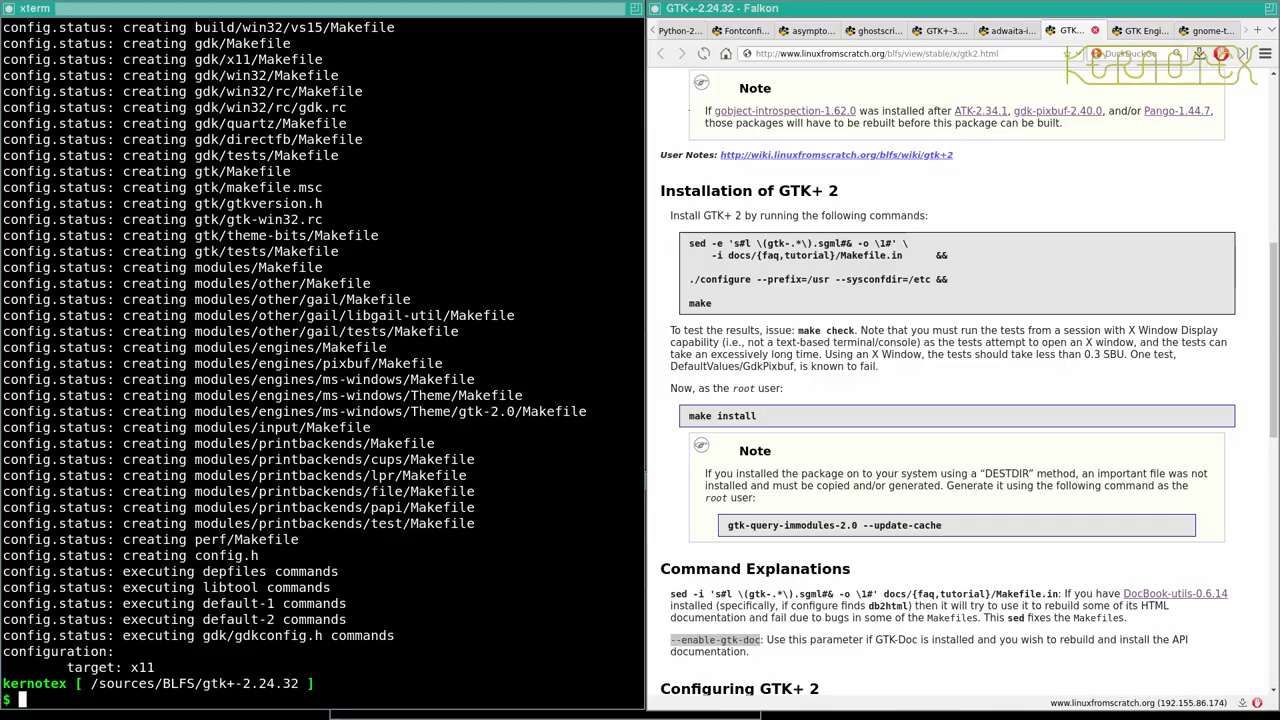 xterm
config.status: creating build/win32/vs15/Makefile
config.status: creating gdk/Makefile
config.status: creating gdk/x11/Makefile
config.status: creating gdk/win32/Makefile
config.status: creating gdk/win32/rc/Makefile
config.status: creating gdk/win32/rc/gdk.rc
config.status: creating gdk/quartz/Makefile
config.status: creating gdk/directfb/Makefile
config.status: creating gdk/tests/Makefile
config.status: creating gtk/Makefile
config.status: creating gtk/makefile.msc
config.status: creating gtk/gtkversion.h
config.status: creating gtk/gtk-win32.rc
config.status: creating gtk/theme-bits/Makefile
config.status: creating gtk/tests/Makefile
config.status: creating modules/Makefile
config.status: creating modules/other/Makefile
config.status: creating modules/other/gail/Makefile
config.status: creating modules/other/gail/libgail-util/Makefile
config.status: creating modules/other/gail/tests/Makefile
config.status: creating modules/engines/Makefile
config.status: creating modules/engines/pixbuf/Makefile
config.status: creating modules/engines/ms-windows/Makefile
config.status: creating modules/engines/ms-windows/Theme/Makefile
config.status: creating modules/engines/ms-windows/Theme/gtk-2.0/Makefile
config.status: creating modules/input/Makefile
config.status: creating modules/printbackends/Makefile
config.status: creating modules/printbackends/cups/Makefile
config.status: creating modules/printbackends/lpr/Makefile
config.status: creating modules/printbackends/file/Makefile
config.status: creating modules/printbackends/papi/Makefile
config.status: creating modules/printbackends/test/Makefile
config.status: creating perf/Makefile
config.status: creating config.h
config.status: executing depfiles commands
config.status: executing libtool commands
config.status: executing default-1 commands
config.status: executing default-2 commands
config.status: executing gdk/gdkconfig.h commands
configuration:
        target: x11
kernotex [ /sources/BLFS/gtk+-2.24.32 ]
$
GTK+-2.24.32 - Falkon
Python-2... Fontconfi... asympto... ghostscri... GTK+-3.... adwaita-i... GTK... GTK Engi... gnome-t...
http://www.linuxfromscratch.org/blfs/view/stable/x/gtk2.html DuckDuckGo
KERNOTEX
Note
If gobject-introspection-1.62.0 was installed after ATK-2.34.1, gdk-pixbuf-2.40.0, and/or Pango-1.44.7,
those packages will have to be rebuilt before this package can be built.
User Notes: http://wiki.linuxfromscratch.org/blfs/wiki/gtk+2
Installation of GTK+ 2
Install GTK+ 2 by running the following commands:
sed -e 's#l \(gtk-.*\).sgml#& -o \1#' \
    -i docs/{faq,tutorial}/Makefile.in      &&
./configure --prefix=/usr --sysconfdir=/etc &&
make
To test the results, issue: make check. Note that you must run the tests from a session with X Window Display
capability (i.e., not a text-based terminal/console) as the tests attempt to open an X window, and the tests can
take an excessively long time. Using an X Window, the tests should take less than 0.3 SBU. One test,
DefaultValues/GdkPixbuf, is known to fail.
Now, as the root user:
make install
Note
If you installed the package on to your system using a “DESTDIR” method, an important file was not
installed and must be copied and/or generated. Generate it using the following command as the
root user:
gtk-query-immodules-2.0 --update-cache
Command Explanations
sed -i 's#l \(gtk-.*\).sgml#& -o \1#' docs/{faq,tutorial}/Makefile.in: If you have DocBook-utils-0.6.14
installed (specifically, if configure finds db2html) then it will try to use it to rebuild some of its HTML
documentation and fail due to bugs in some of the Makefiles. This sed fixes the Makefiles.
--enable-gtk-doc: Use this parameter if GTK-Doc is installed and you wish to rebuild and install the API
documentation.
Configuring GTK+ 2
www.linuxfromscratch.org (192.155.86.174)